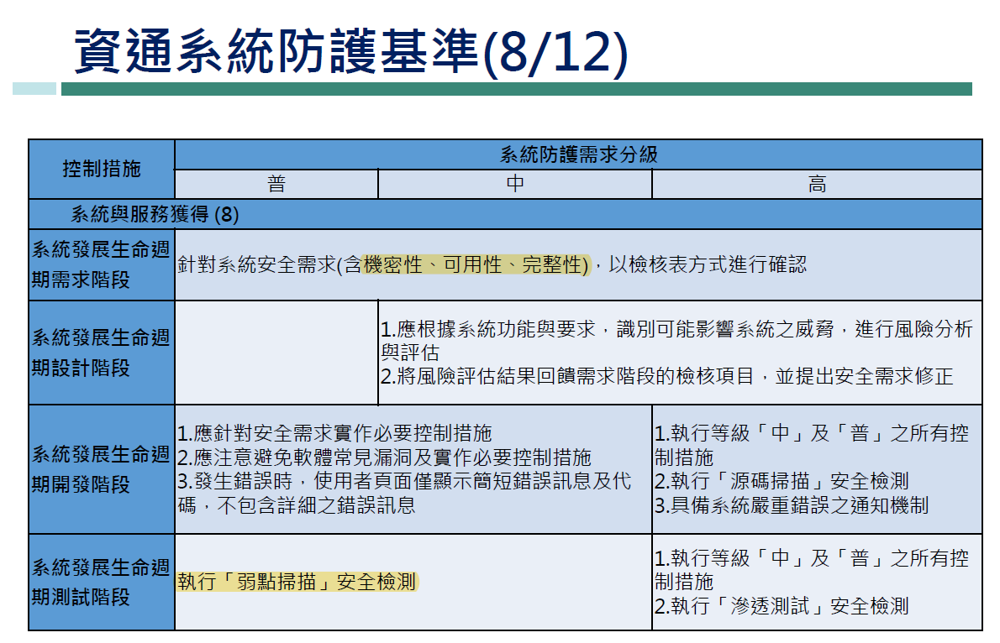 資通系統防護基準(8/12)
控制措施
系統防護需求分級
普
中
高
系統與服務獲得 (8)
系統發展生命週
期需求階段
針對系統安全需求(含機密性、可用性、完整性)，以檢核表方式進行確認
系統發展生命週
期設計階段
1.應根據系統功能與要求，識別可能影響系統之威脅，進行風險分析
與評估
2.將風險評估結果回饋需求階段的檢核項目，並提出安全需求修正
系統發展生命週
期開發階段
1.應針對安全需求實作必要控制措施
2.應注意避免軟體常見漏洞及實作必要控制措施
3.發生錯誤時，使用者頁面僅顯示簡短錯誤訊息及代
碼，不包含詳細之錯誤訊息
1.執行等級「中」及「普」之所有控
制措施
2.執行「源碼掃描」安全檢測
3.具備系統嚴重錯誤之通知機制
系統發展生命週
期測試階段
執行「弱點掃描」安全檢測
1.執行等級「中」及「普」之所有控
制措施
2.執行「滲透測試」安全檢測